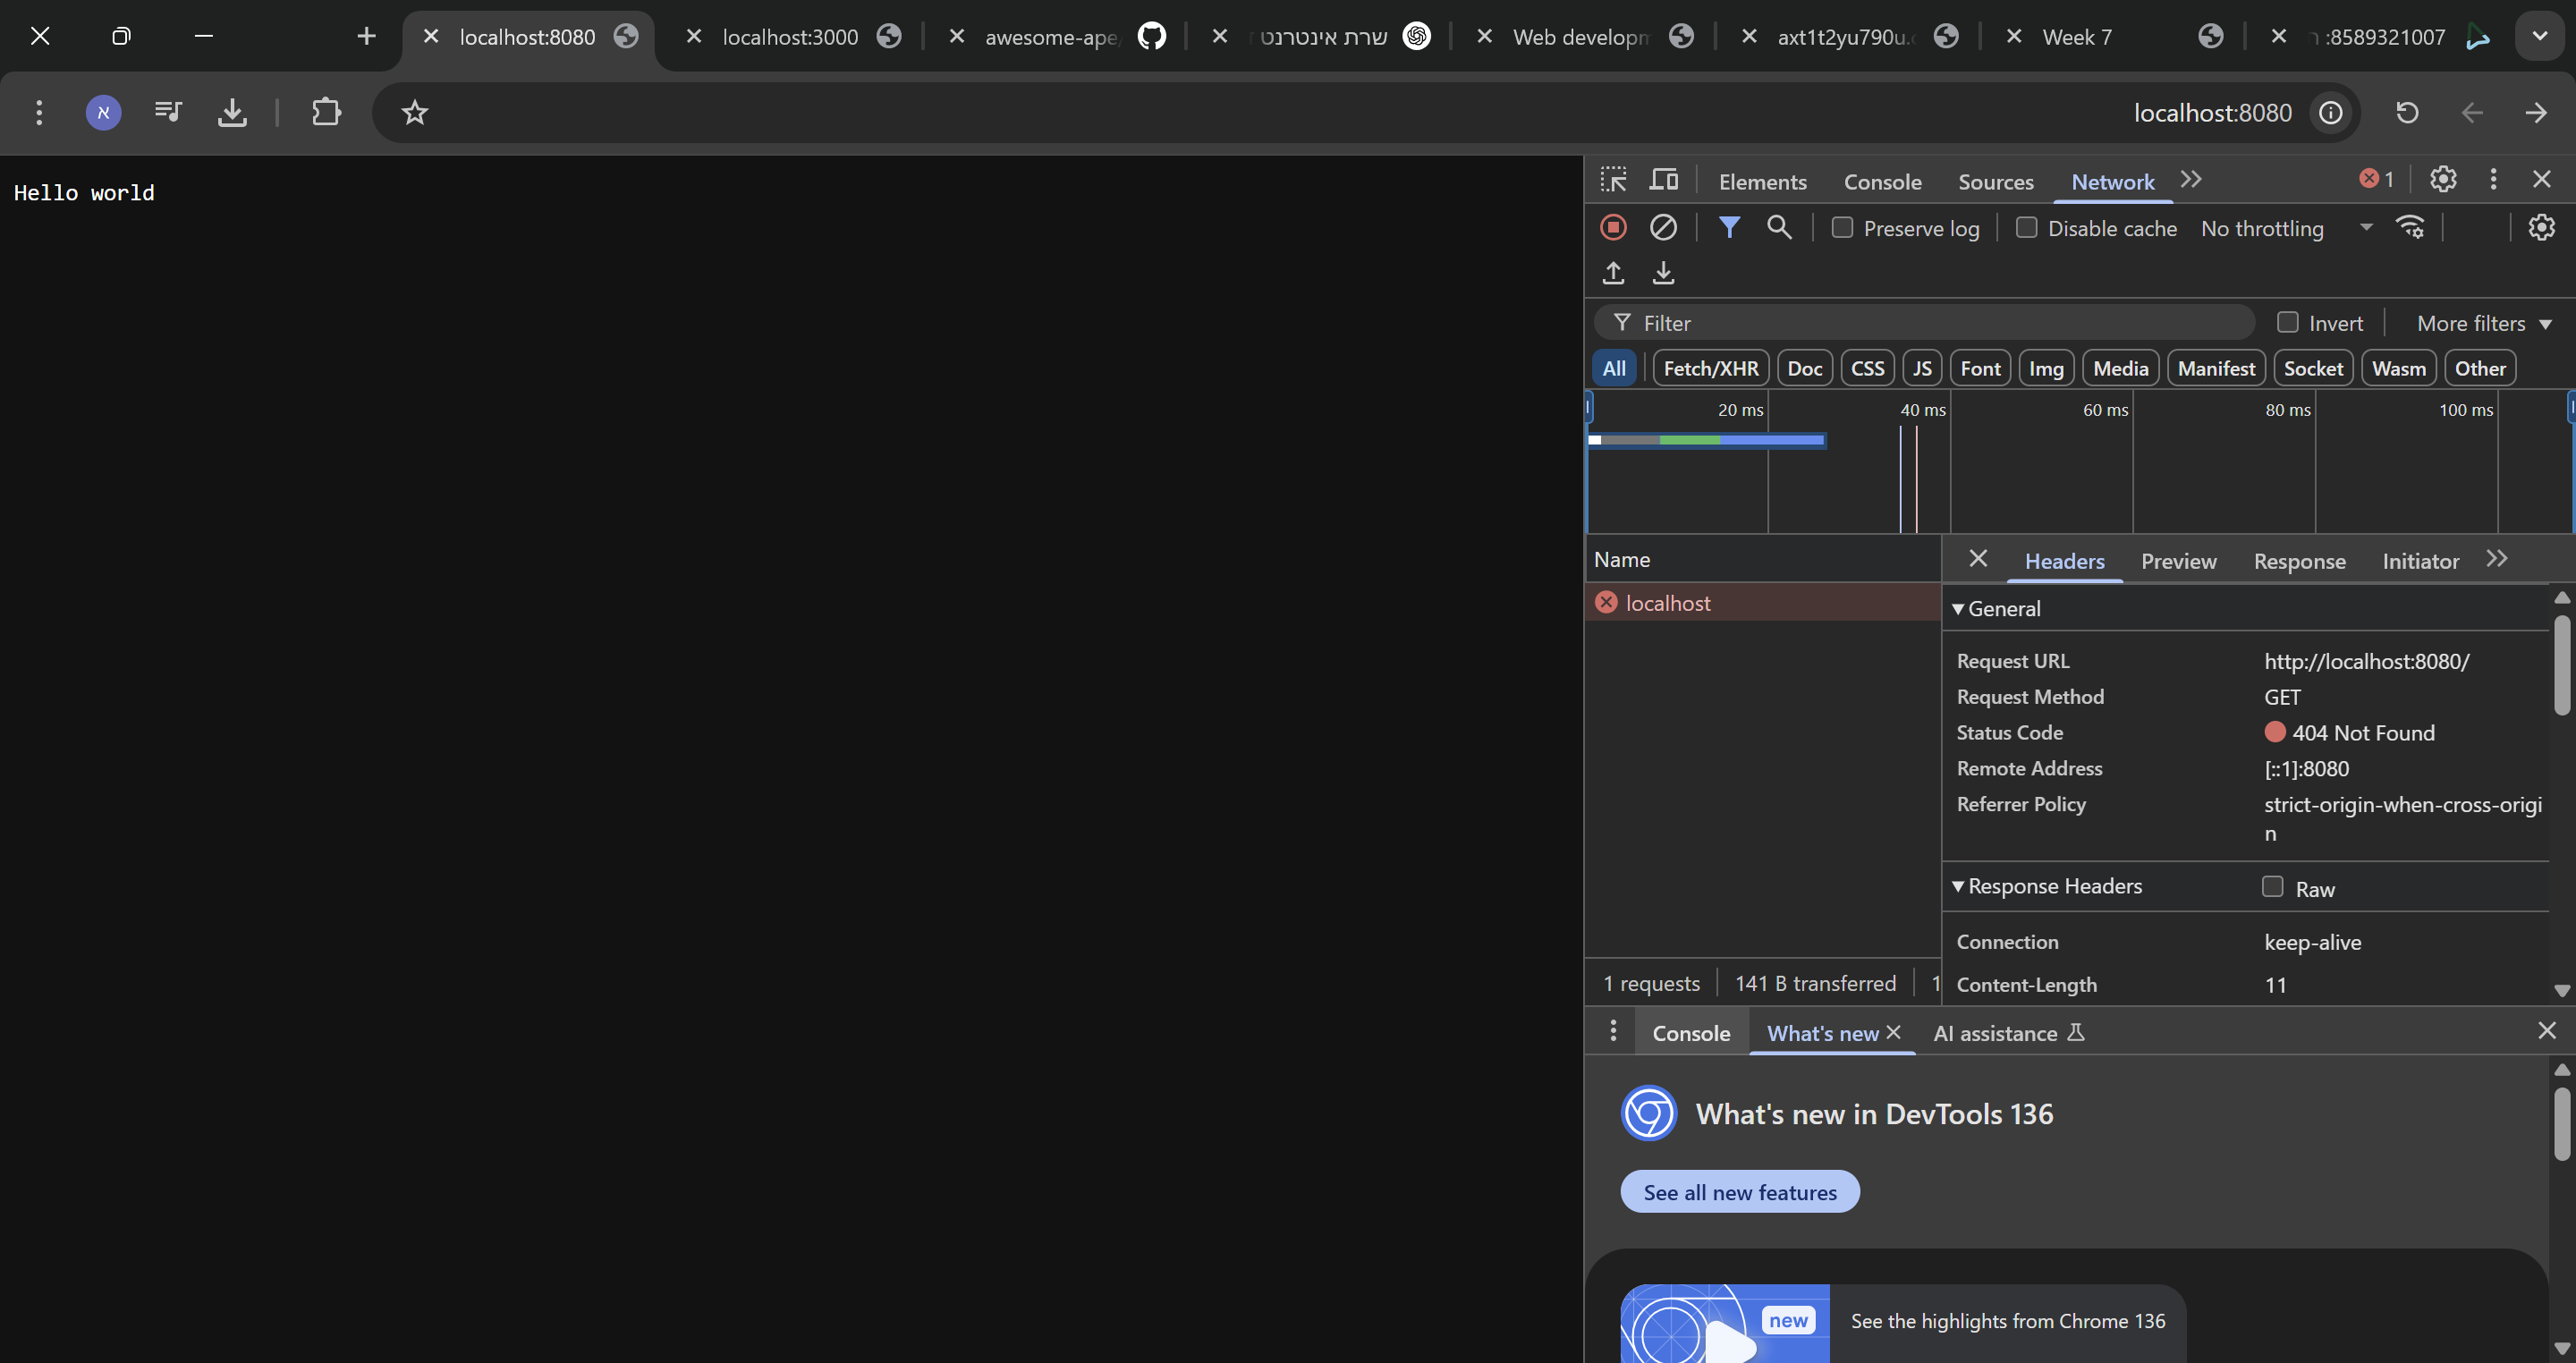 localhost:8080
localhost:3000
awesome-ape
שרת אינטרנט
Web developm
axt1t2yu790u.
Week 7
:8589321007
א
localhost:8080
Hello world
Elements Console Sources Network 1
Preserve log Disable cache No throttling
Filter Invert More filters
All Fetch/XHR Doc CSS JS Font Img Media Manifest Socket Wasm Other
20 ms 40 ms 60 ms 80 ms 100 ms
Name
localhost
1 requests 141 B transferred 1
Headers Preview Response Initiator
General
Request URL http://localhost:8080/
Request Method GET
Status Code 404 Not Found
Remote Address [::1]:8080
Referrer Policy strict-origin-when-cross-origi
n
Response Headers Raw
Connection keep-alive
Content-Length 11
Console What's new AI assistance
What's new in DevTools 136
See all new features
new
See the highlights from Chrome 136